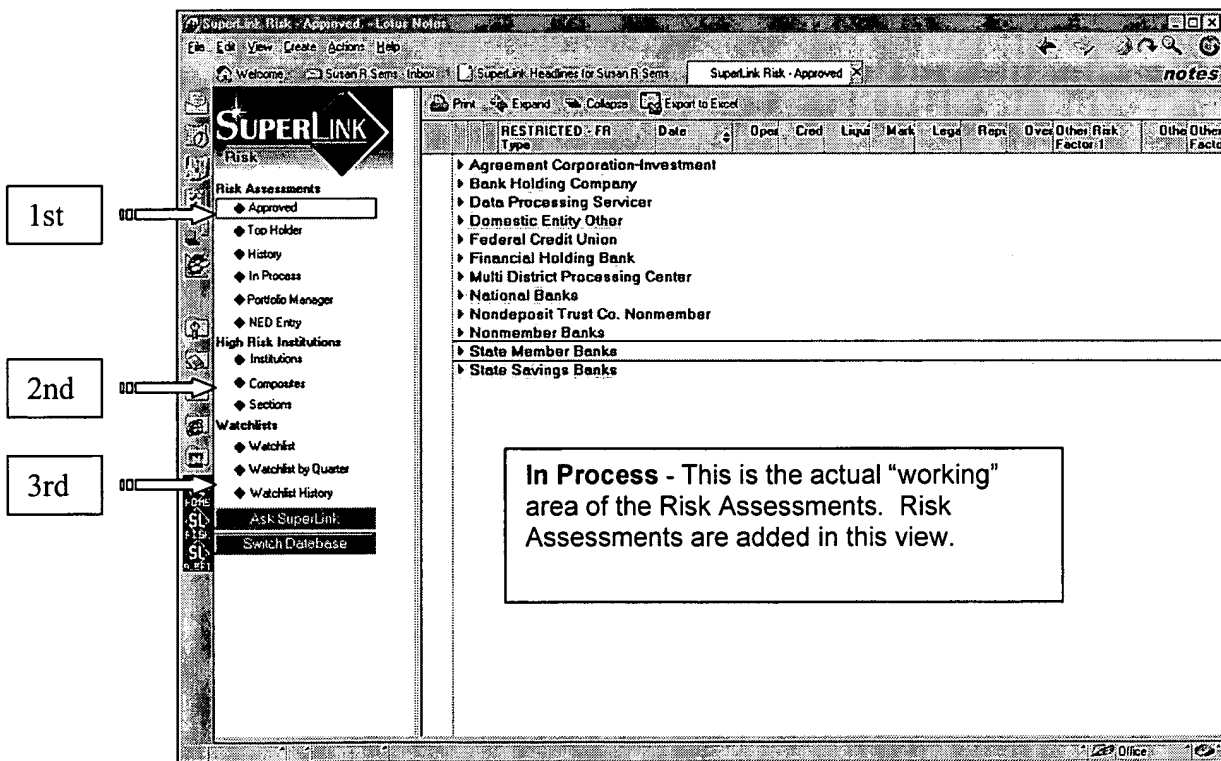 SuperLink Risk - Approved - Lotus Notes
File Edit View Create Actions Help
Welcome Susan R Sems - Inbox SuperLink Headlines for Susan R Sems SuperLink Risk - Approved
notes
Print Expand Collapse Export to Excel
SUPERLINK
Risk
RESTRICTED - FR Type Date Oper Cred Liqui Mark Lega Repu Over Other Risk Factor 1 Othe Other Facto
1st
2nd
3rd
Risk Assessments
Approved
Top Holder
History
In Process
Portfolio Manager
NED Entry
High Risk Institutions
Institutions
Composites
Sections
Watchlists
Watchlist
Watchlist by Quarter
Watchlist History
Ask SuperLink
Switch Database
Agreement Corporation-Investment
Bank Holding Company
Data Processing Servicer
Domestic Entity Other
Federal Credit Union
Financial Holding Bank
Multi District Processing Center
National Banks
Nondeposit Trust Co. Nonmember
Nonmember Banks
State Member Banks
State Savings Banks
In Process - This is the actual “working”
area of the Risk Assessments. Risk
Assessments are added in this view.
HOME
SL
SL
Office